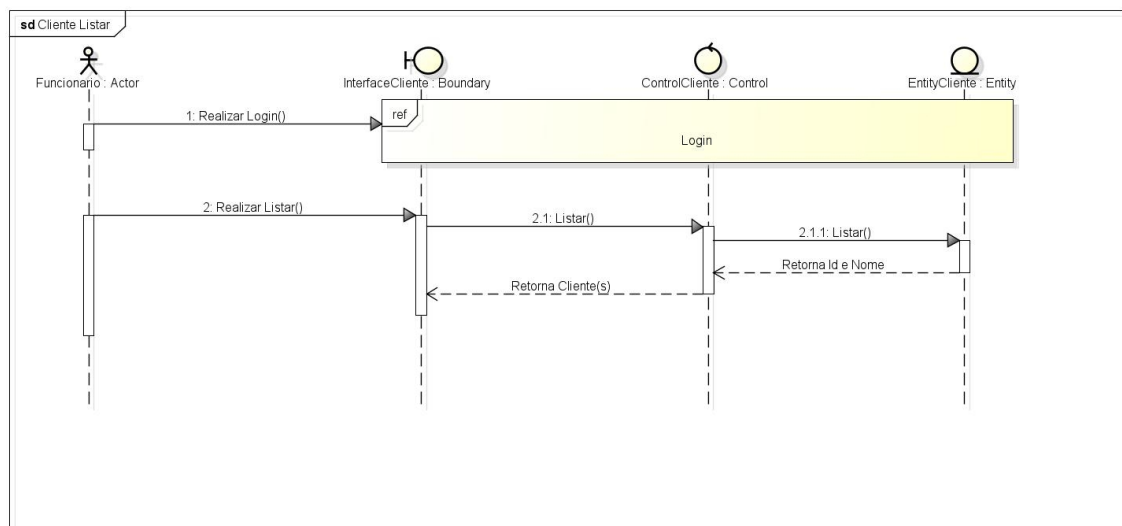 sd Cliente Listar
Funcionario : Actor
InterfaceCliente : Boundary
ControlCliente : Control
EntityCliente : Entity
1: Realizar Login()
ref
Login
2: Realizar Listar()
2.1: Listar()
2.1.1: Listar()
Retorna Id e Nome
Retorna Cliente(s)